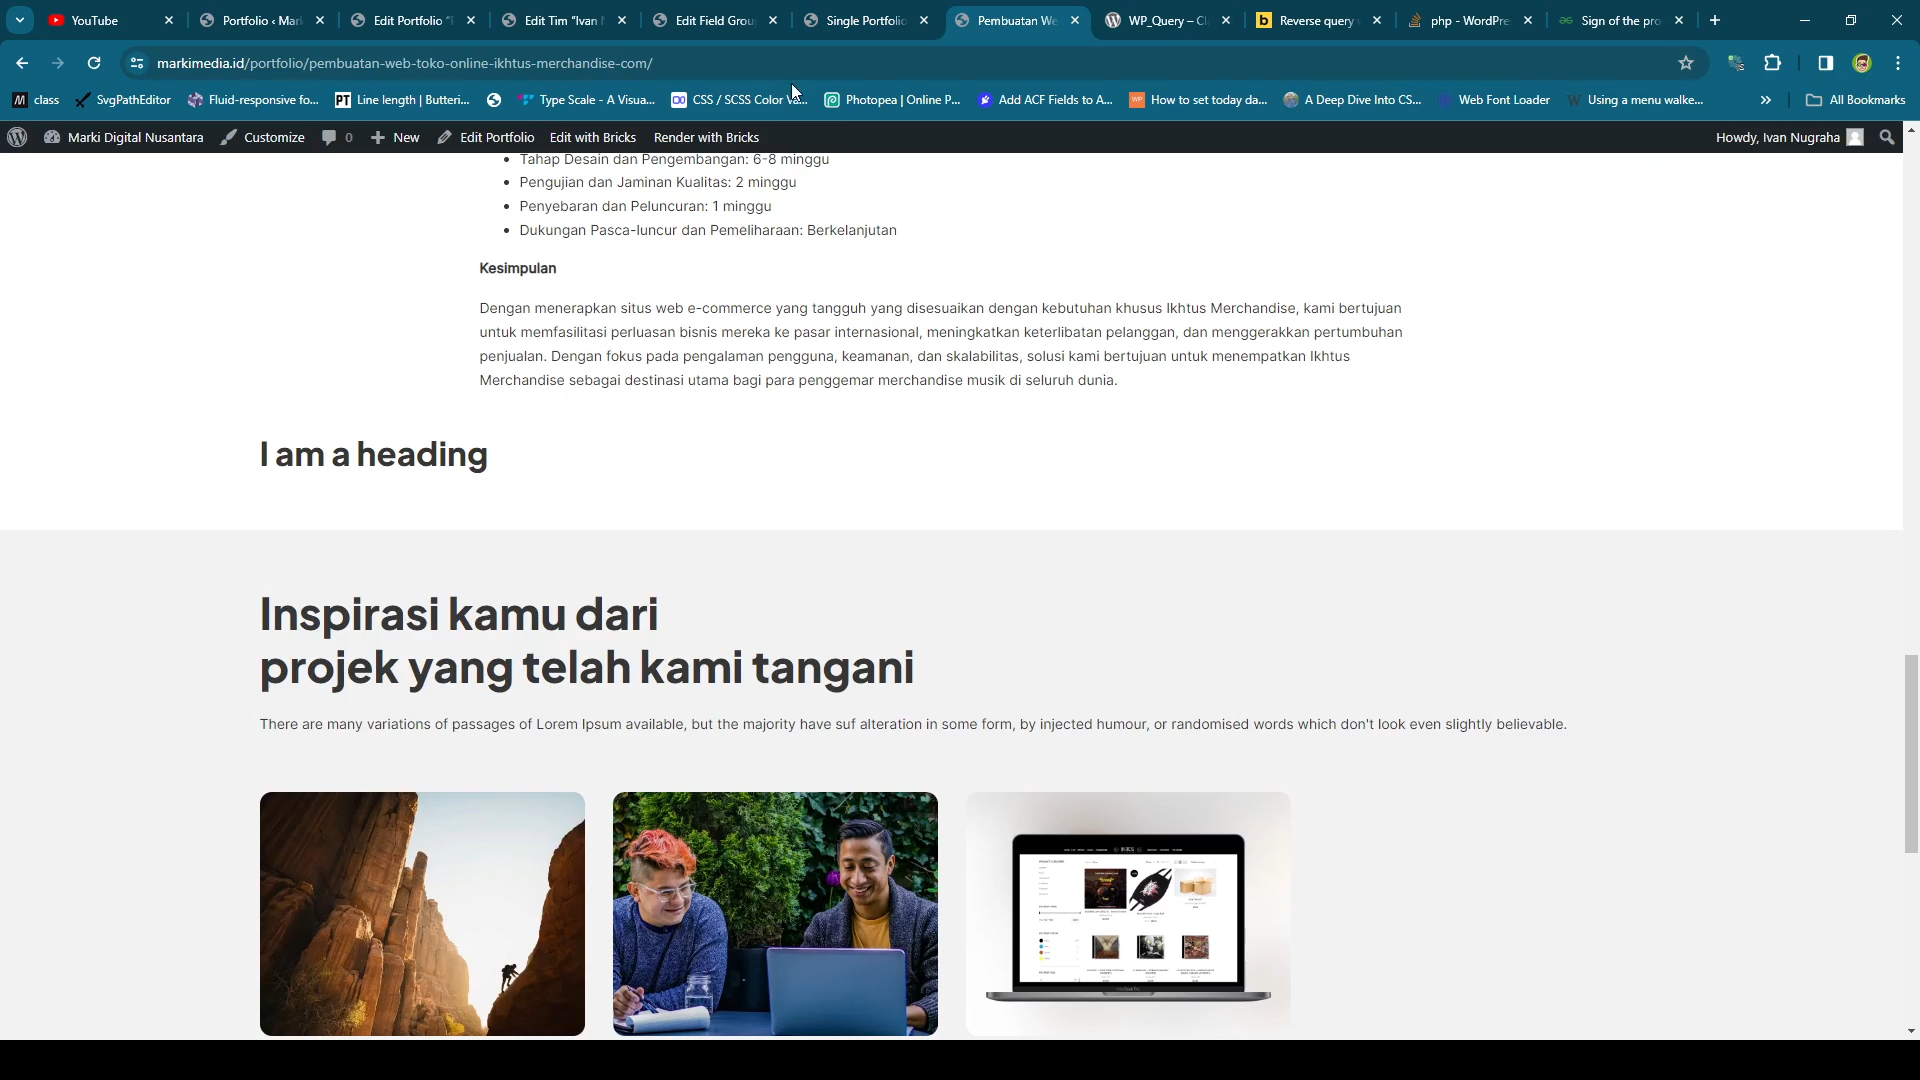 YouTube
Portfolio ‹ Mar
Edit Portfolio "
Edit Tim "Ivan
Edit Field Grou
Single Portfolio
Pembuatan We
WP_Query – Cl
Reverse query
php - WordPre
Sign of the pro
markimedia.id/portfolio/pembuatan-web-toko-online-ikhtus-merchandise-com/
class
SvgPathEditor
Fluid-responsive fo...
Line length | Butteri...
Type Scale - A Visua...
CSS / SCSS Color Va...
Photopea | Online P...
Add ACF Fields to A...
How to set today da...
A Deep Dive Into CS...
Web Font Loader
Using a menu walke...
All Bookmarks
Marki Digital Nusantara
Customize
0
New
Edit Portfolio
Edit with Bricks
Render with Bricks
Howdy, Ivan Nugraha
• Tahap Desain dan Pengembangan: 6-8 minggu
• Pengujian dan Jaminan Kualitas: 2 minggu
• Penyebaran dan Peluncuran: 1 minggu
• Dukungan Pasca-luncur dan Pemeliharaan: Berkelanjutan
Kesimpulan
Dengan menerapkan situs web e-commerce yang tangguh yang disesuaikan dengan kebutuhan khusus Ikhtus Merchandise, kami bertujuan
untuk memfasilitasi perluasan bisnis mereka ke pasar internasional, meningkatkan keterlibatan pelanggan, dan menggerakkan pertumbuhan
penjualan. Dengan fokus pada pengalaman pengguna, keamanan, dan skalabilitas, solusi kami bertujuan untuk menempatkan Ikhtus
Merchandise sebagai destinasi utama bagi para penggemar merchandise musik di seluruh dunia.
I am a heading
Inspirasi kamu dari
projek yang telah kami tangani
There are many variations of passages of Lorem Ipsum available, but the majority have suf alteration in some form, by injected humour, or randomised words which don't look even slightly believable.